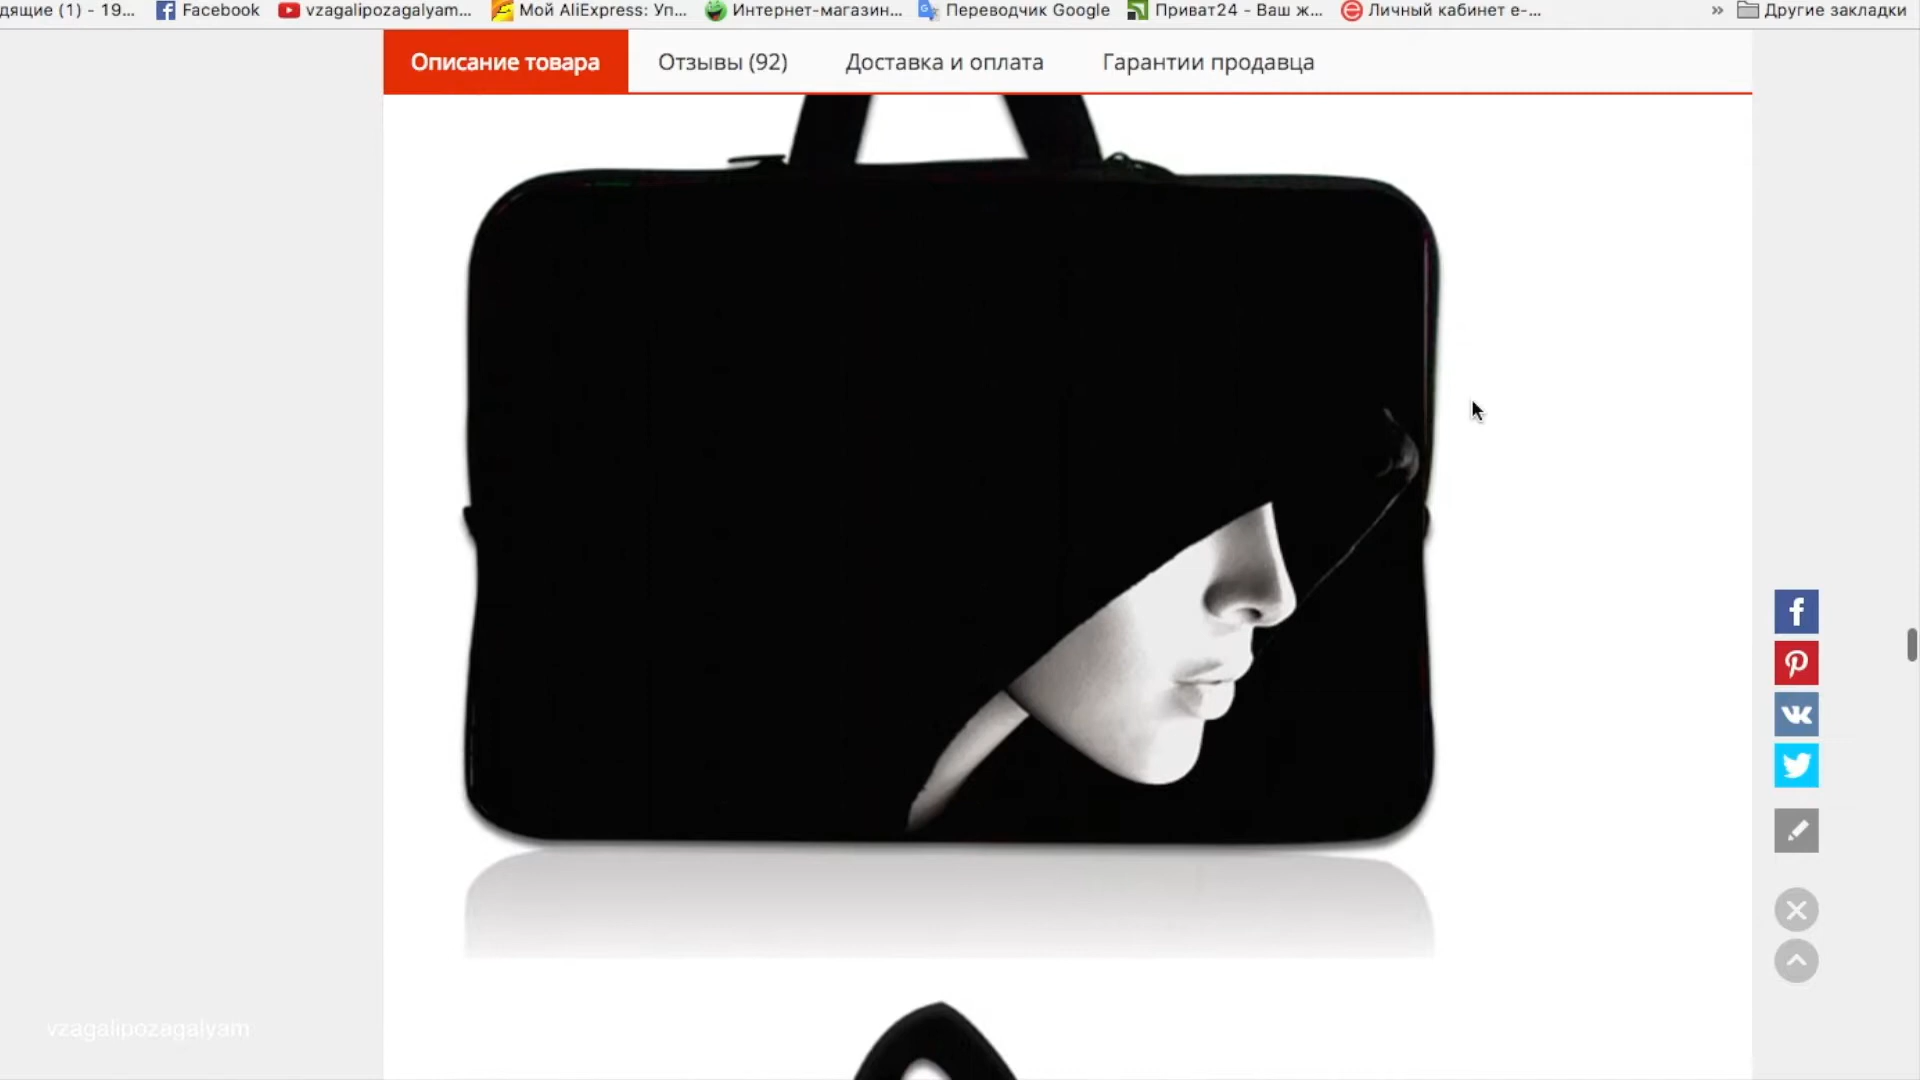 дящие (1) - 19... Facebook vzagalipozagalyam... Мой AliExpress: Уп... Интернет-магазин... Переводчик Google Приват24 - Ваш ж... Личный кабинет е-... » Другие закладки
Описание товара Отзывы (92) Доставка и оплата Гарантии продавца
vzagalipozagalyam